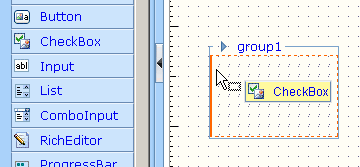 Button
CheckBox
Input
List
ComboInput
RichEditor
ProgressBar
group1
CheckBox